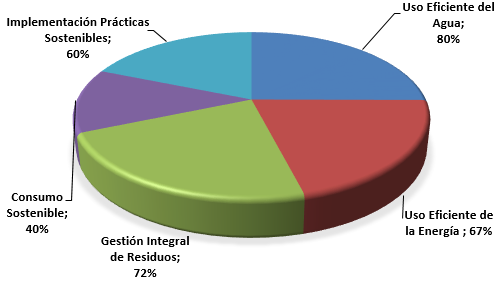 Implementación Prácticas
Sostenibles;
60%
Uso Eficiente del
Agua;
80%
Consumo
Sostenible;
40%
Gestión Integral
de Residuos;
72%
Uso Eficiente de
la Energía ; 67%